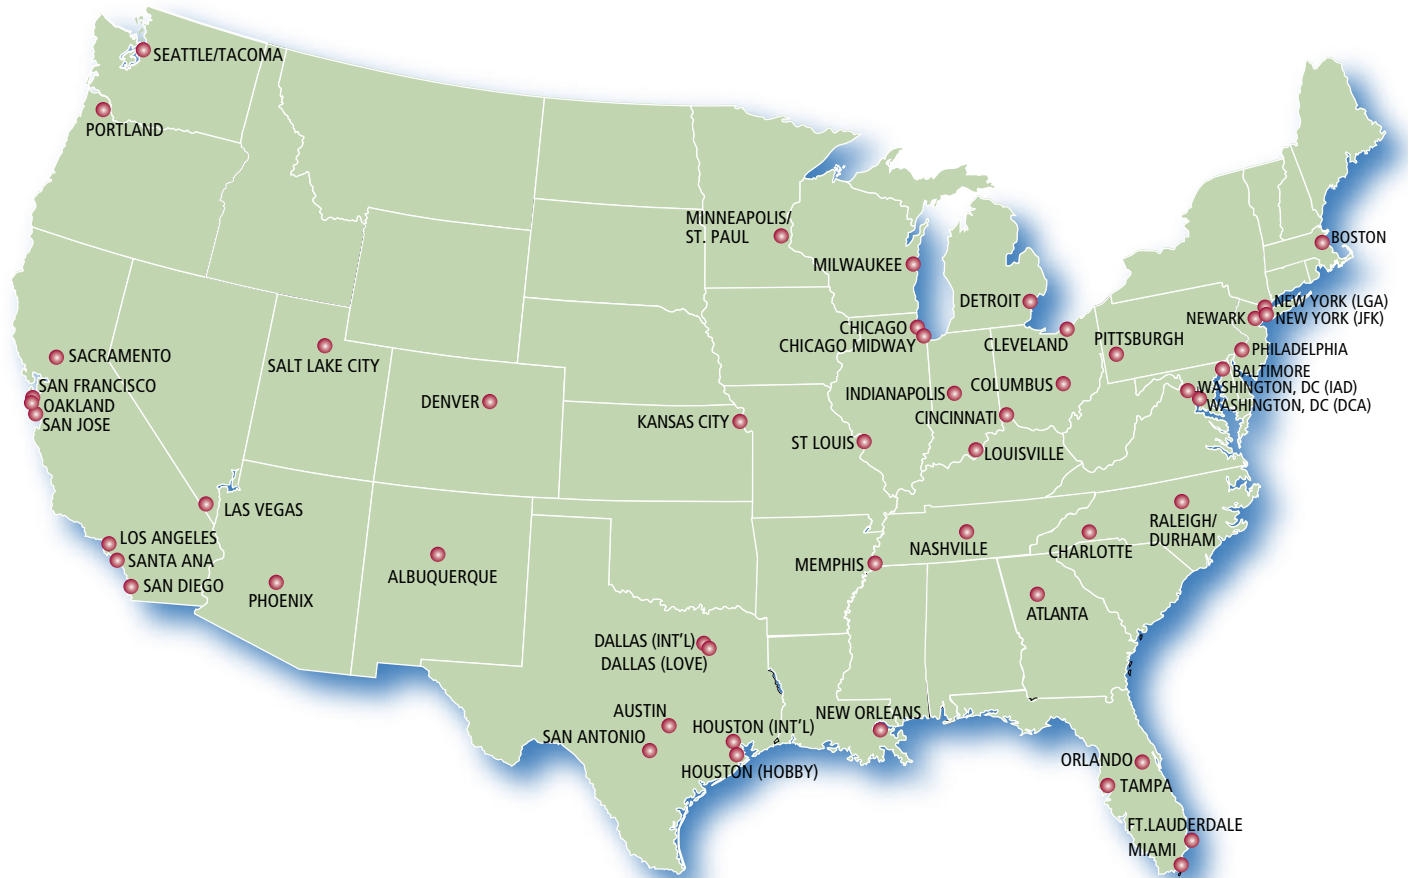 SEATTLE/TACOMA
PORTLAND
MINNEAPOLIS/
ST. PAUL
BOSTON
MILWAUKEE
DETROIT
NEW YORK (LGA)
NEWARK
NEW YORK (JFK)
CHICAGO
CHICAGO MIDWAY
CLEVELAND
PITTSBURGH
PHILADELPHIA
SACRAMENTO
SALT LAKE CITY
BALTIMORE
SAN FRANCISCO
OAKLAND
SAN JOSE
DENVER
INDIANAPOLIS
COLUMBUS
WASHINGTON, DC (IAD)
WASHINGTON, DC (DCA)
KANSAS CITY
CINCINNATI
ST LOUIS
LOUISVILLE
LAS VEGAS
RALEIGH/
DURHAM
LOS ANGELES
SANTA ANA
SAN DIEGO
NASHVILLE
CHARLOTTE
MEMPHIS
ALBUQUERQUE
PHOENIX
ATLANTA
DALLAS (INT'L)
DALLAS (LOVE)
AUSTIN
SAN ANTONIO
HOUSTON (INT'L)
HOUSTON (HOBBY)
NEW ORLEANS
ORLANDO
TAMPA
FT.LAUDERDALE
MIAMI